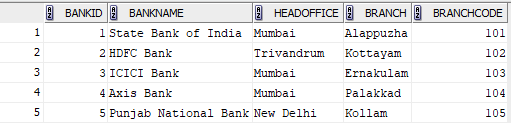 BANKID BANKNAME HEADOFFICE BRANCH BRANCHCODE
1 1 State Bank of India Mumbai Alappuzha 101
2 2 HDFC Bank Trivandrum Kottayam 102
3 3 ICICI Bank Mumbai Ernakulam 103
4 4 Axis Bank Mumbai Palakkad 104
5 5 Punjab National Bank New Delhi Kollam 105